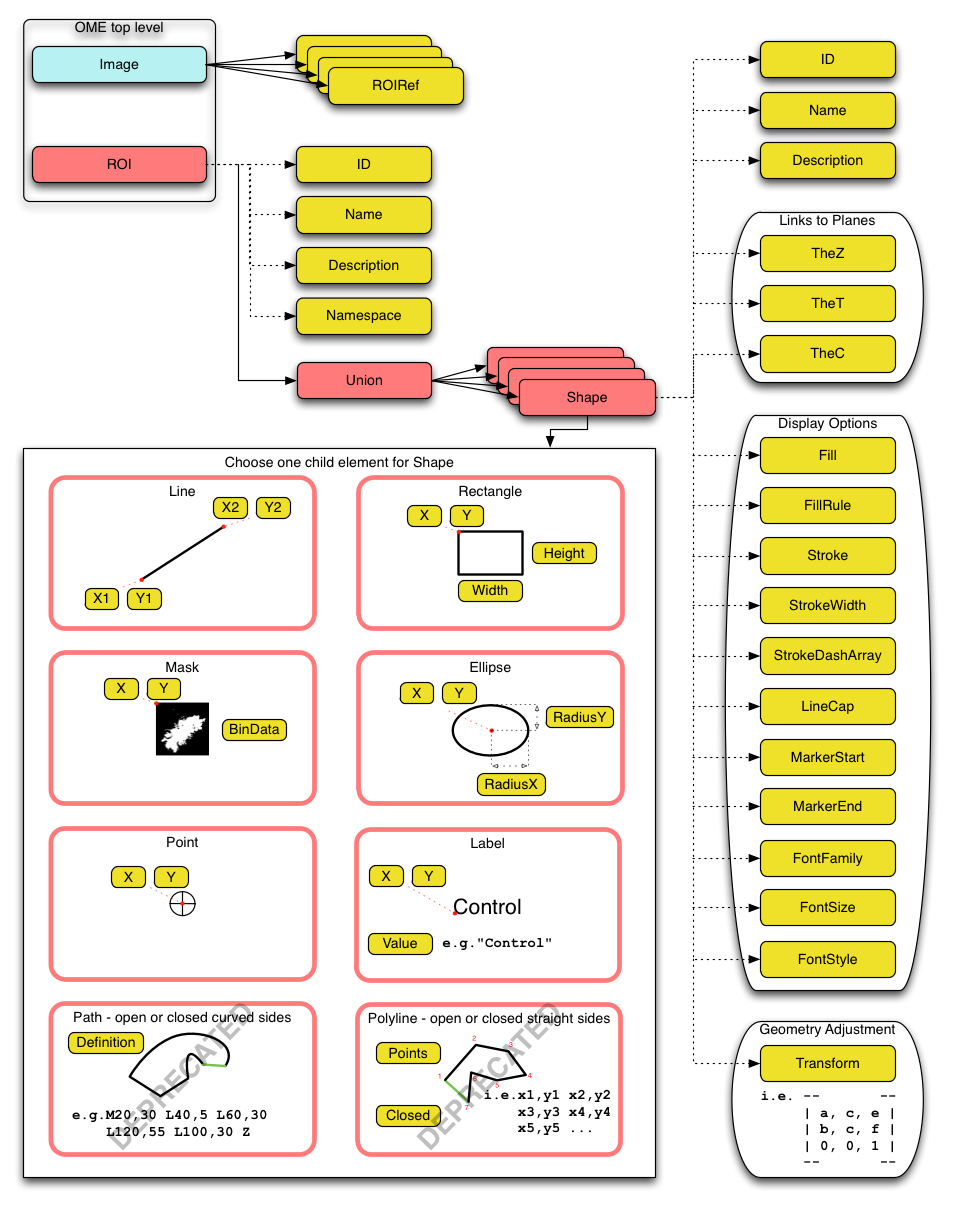 OME top level
Image
ROIRef
ROI
ID
Name
Description
Namespace
Union
Shape
ID
Name
Description
Links to Planes
TheZ
TheT
TheC
Display Options
Fill
FillRule
Stroke
StrokeWidth
StrokeDashArray
LineCap
MarkerStart
MarkerEnd
FontFamily
FontSize
FontStyle
Geometry Adjustment
Transform
i.e. -- --
| a, c, e |
| b, c, f |
| 0, 0, 1 |
-- --
Choose one child element for Shape
Line
X2 Y2
X1 Y1
Rectangle
X Y
Height
Width
Mask
X Y
BinData
Ellipse
X Y
RadiusY
RadiusX
Point
X Y
Label
X Y
Control
Value e.g."Control"
Path - open or closed curved sides
Definition
DEPRECATED
e.g.M20,30 L40,5 L60,30
L120,55 L100,30 Z
Polyline - open or closed straight sides
Points
Closed
DEPRECATED
1
2
3
4
5
6
7
i.e.x1,y1 x2,y2
x3,y3 x4,y4
x5,y5 ...